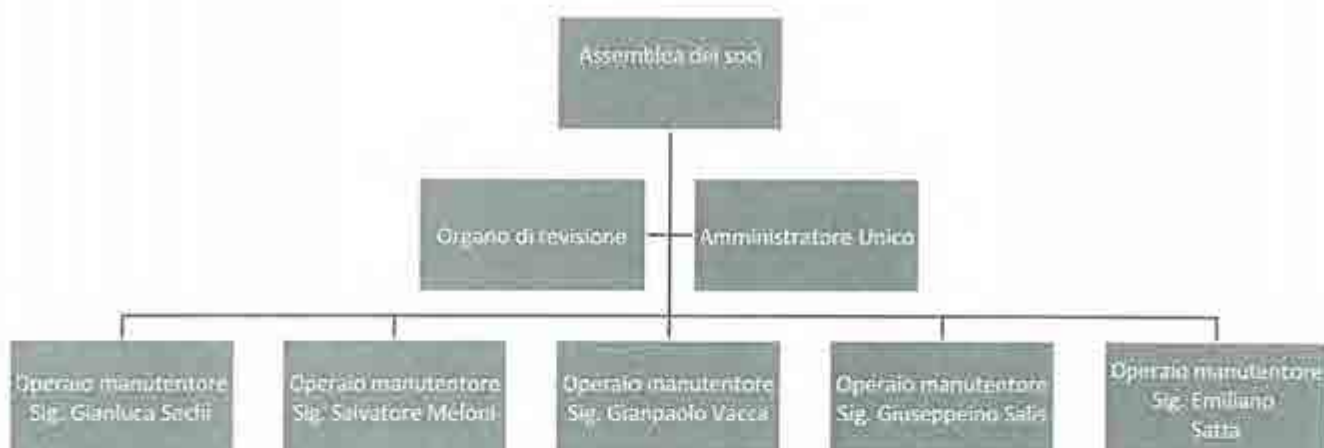 Assemblea dei soci
Organo di revisione
Amministratore Unico
Operaio manutentore
Sig. Gianluca
Operaio manutentore
Sig. Salvatore Meloni
Operaio manutentore
Sig. Gianpaolo Vacca
Operaio manutentore
Sig. Giuseppeino Salis
Operaio manutentore
Sig. Emiliano
Satta